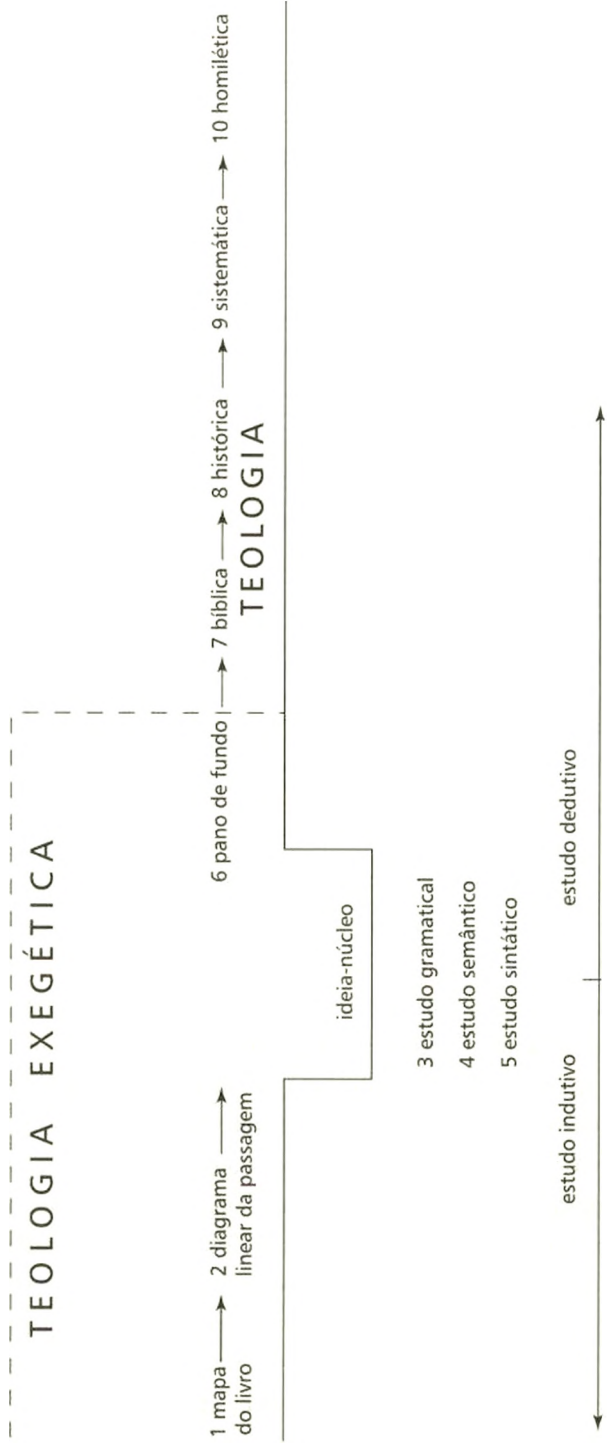 TEOLOGIA EXEGÉTICA
1 mapa
do livro
2 diagrama
linear da passagem
ideia-núcleo
3 estudo gramatical
4 estudo semântico
5 estudo sintático
6 pano de fundo
7 bíblica
8 histórica
9 sistemática
10 homilética
TEOLOGIA
estudo indutivo
estudo dedutivo